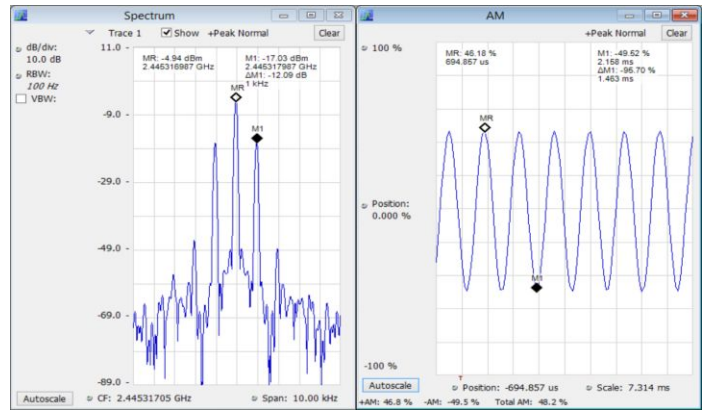 Spectrum
Trace 1 Show +Peak Normal Clear
dB/div:
10.0 dB
RBW:
100 Hz
VBW:
11.0
-9.0
-29.0
-49.0
-69.0
-89.0
MR: -4.94 dBm
2.445316987 GHz
M1: -17.03 dBm
2.445317987 GHz
ΔM1: -12.09 dB
1 kHz
MR
M1
Autoscale CF: 2.44531705 GHz Span: 10.00 kHz
AM
+Peak Normal Clear
100 %
MR: 46.18 %
694.857 us
M1: -49.52 %
2.158 ms
ΔM1: -96.70 %
1.463 ms
MR
Position:
0.000 %
M1
-100 %
T
Autoscale Position: -694.857 us Scale: 7.314 ms
+AM: 46.8 % -AM: -49.5 % Total AM: 48.2 %